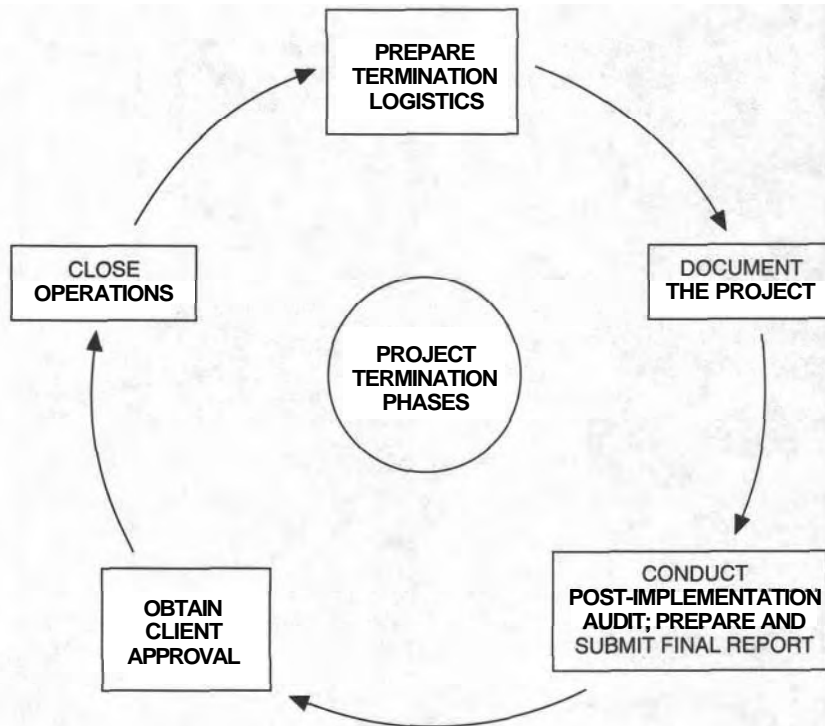 PREPARE
TERMINATION
LOGISTICS
DOCUMENT
THE PROJECT
CONDUCT
POST-IMPLEMENTATION
AUDIT; PREPARE AND
SUBMIT FINAL REPORT
OBTAIN
CLIENT
APPROVAL
CLOSE
OPERATIONS
PROJECT
TERMINATION
PHASES